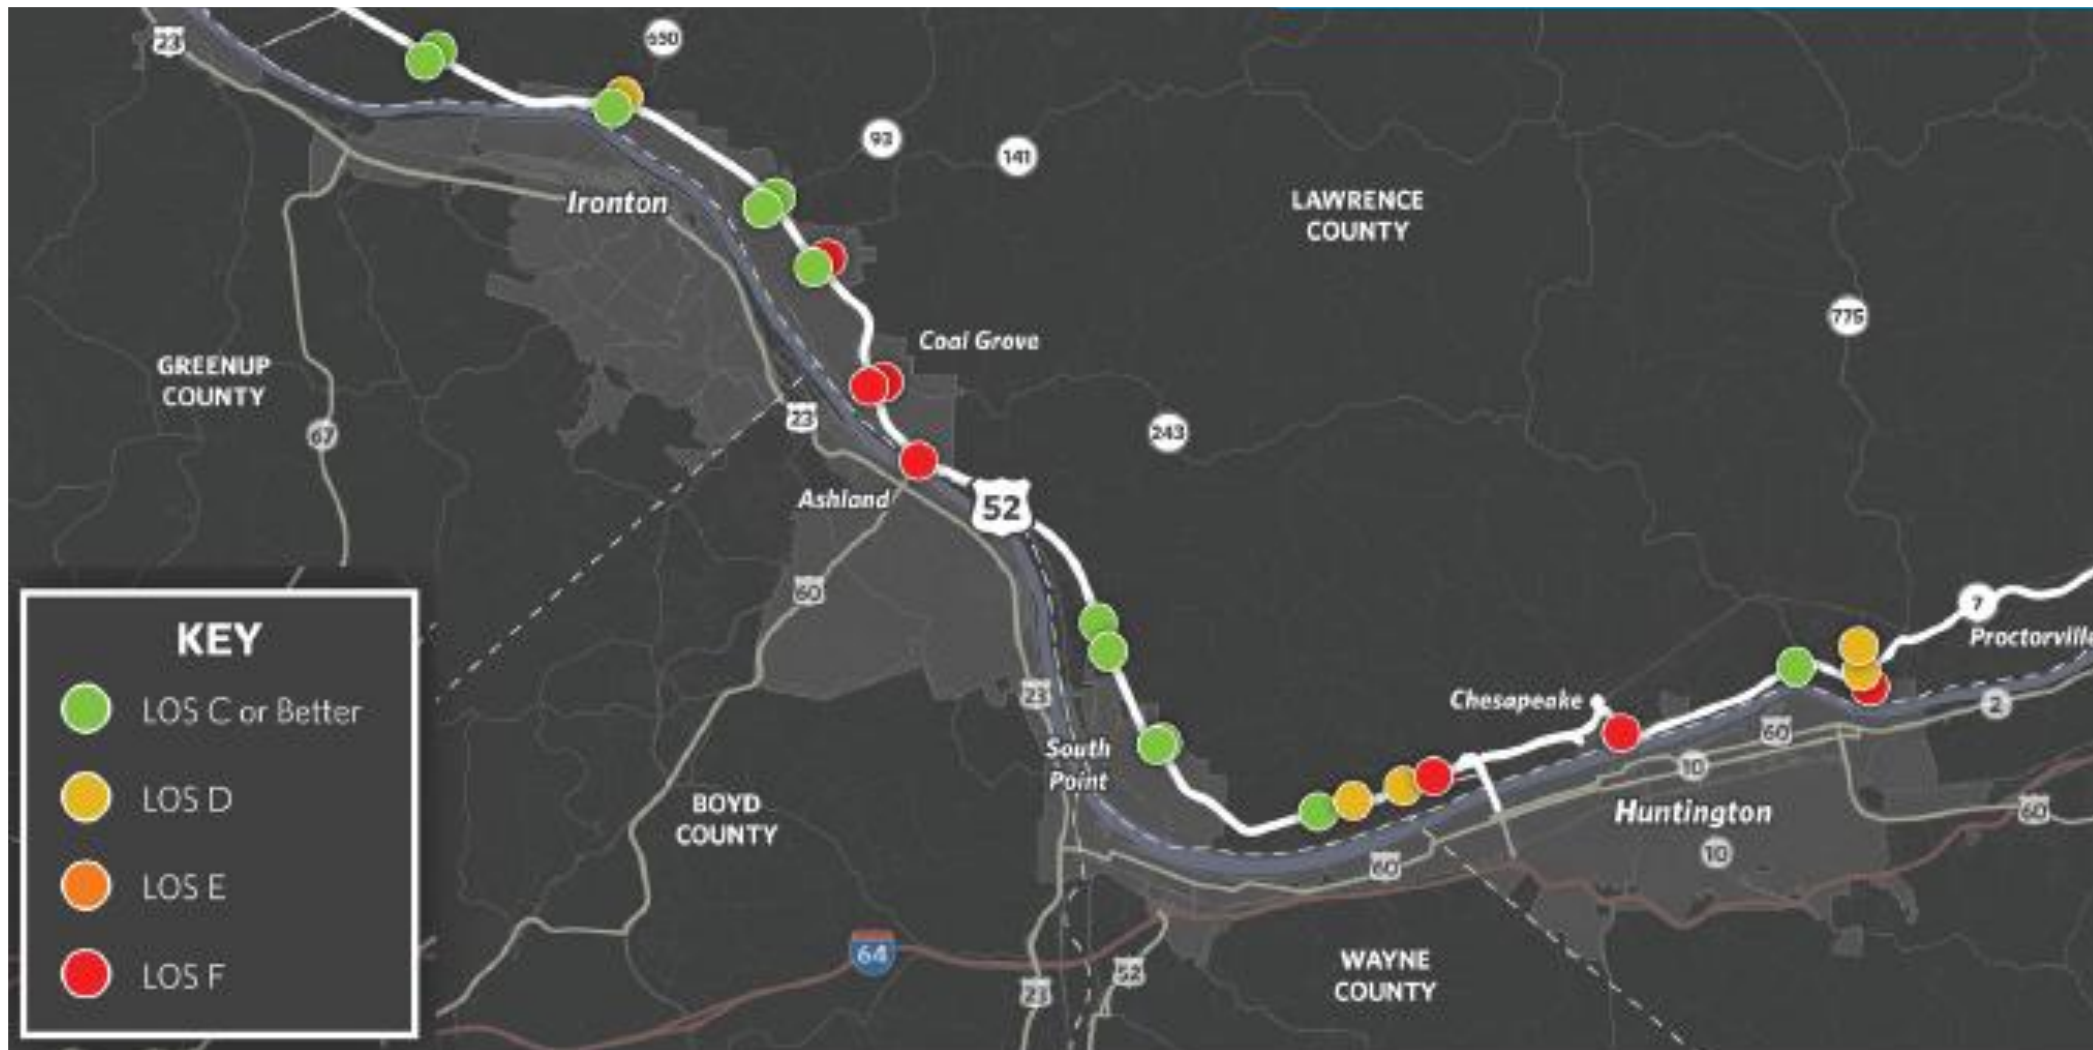 23
650
93
141
Ironton
LAWRENCE
COUNTY
775
Coal Grove
GREENUP
COUNTY
67
23
243
Ashland
52
60
7
Proctorville
KEY
LOS C or Better
LOS D
LOS E
LOS F
23
Chesapeake
2
60
South
Point
10
BOYD
COUNTY
Huntington
60
60
10
64
52
23
WAYNE
COUNTY